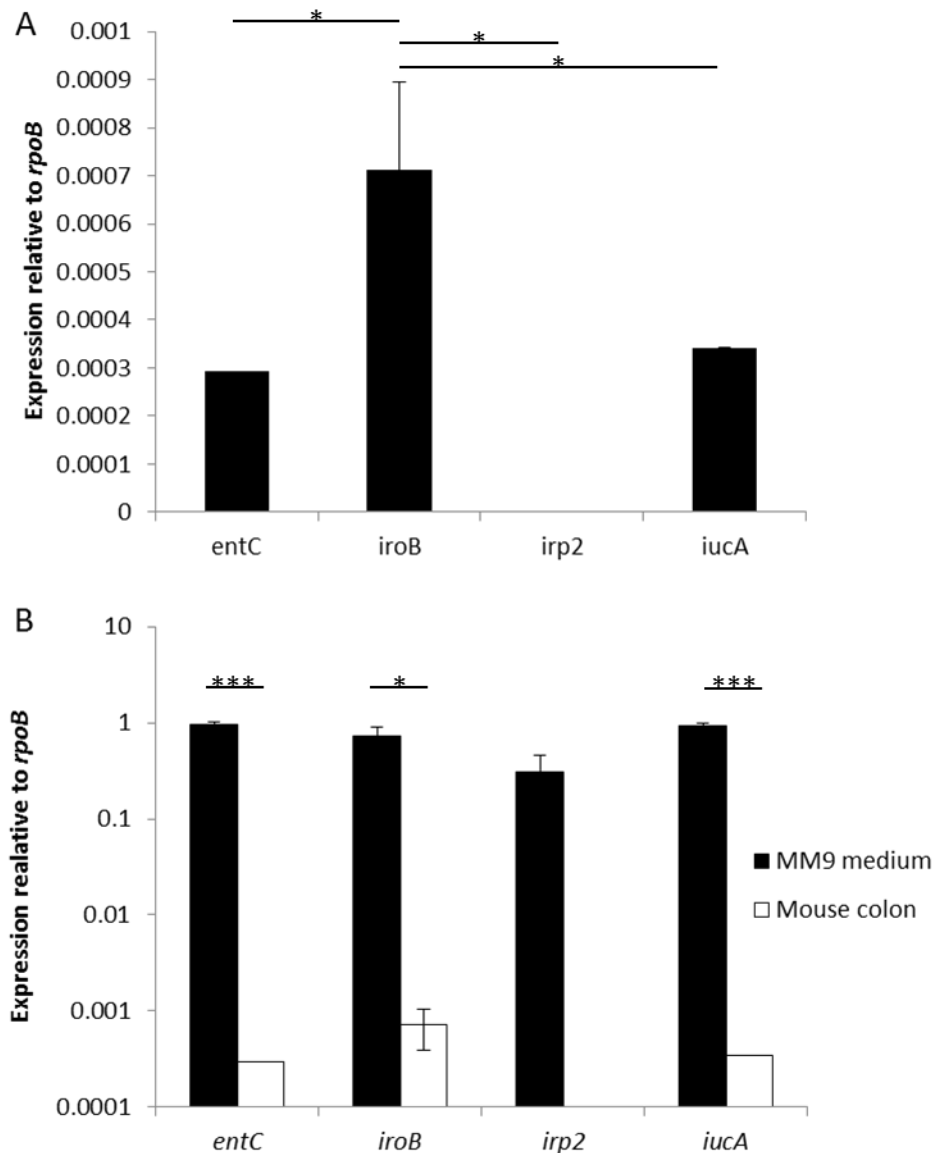 A
*
*
*
0.001
0.0009
0.0008
0.0007
0.0006
0.0005
0.0004
0.0003
0.0002
0.0001
0
Expression relative to rpoB
entC iroB irp2 iucA
B
10
1
0.1
0.01
0.001
0.0001
Expression realative to rpoB
*** * ***
MM9 medium
Mouse colon
entC iroB irp2 iucA